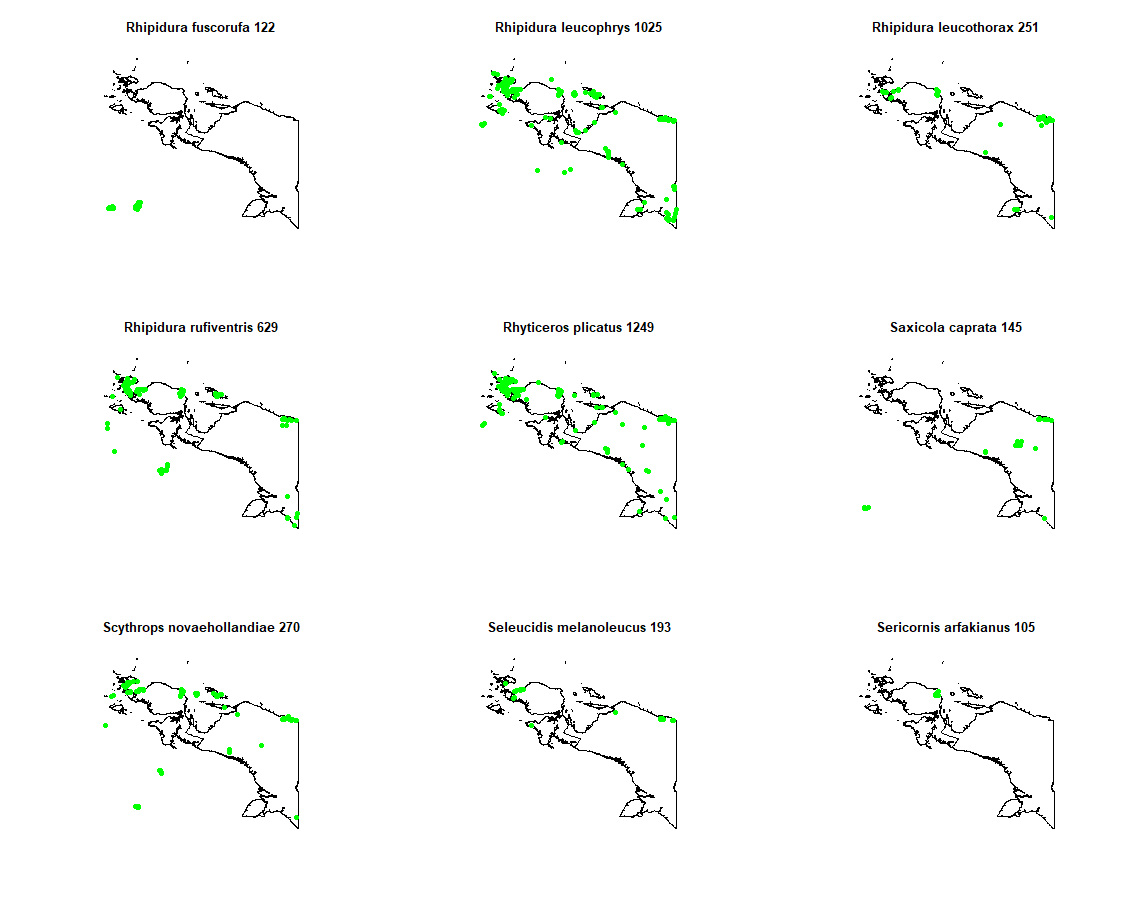 Rhipidura fuscorufa 122
Rhipidura leucophrys 1025
Rhipidura leucothorax 251
Rhipidura rufiventris 629
Rhyticeros plicatus 1249
Saxicola caprata 145
Scythrops novaehollandiae 270
Seleucidis melanoleucus 193
Sericornis arfakianus 105